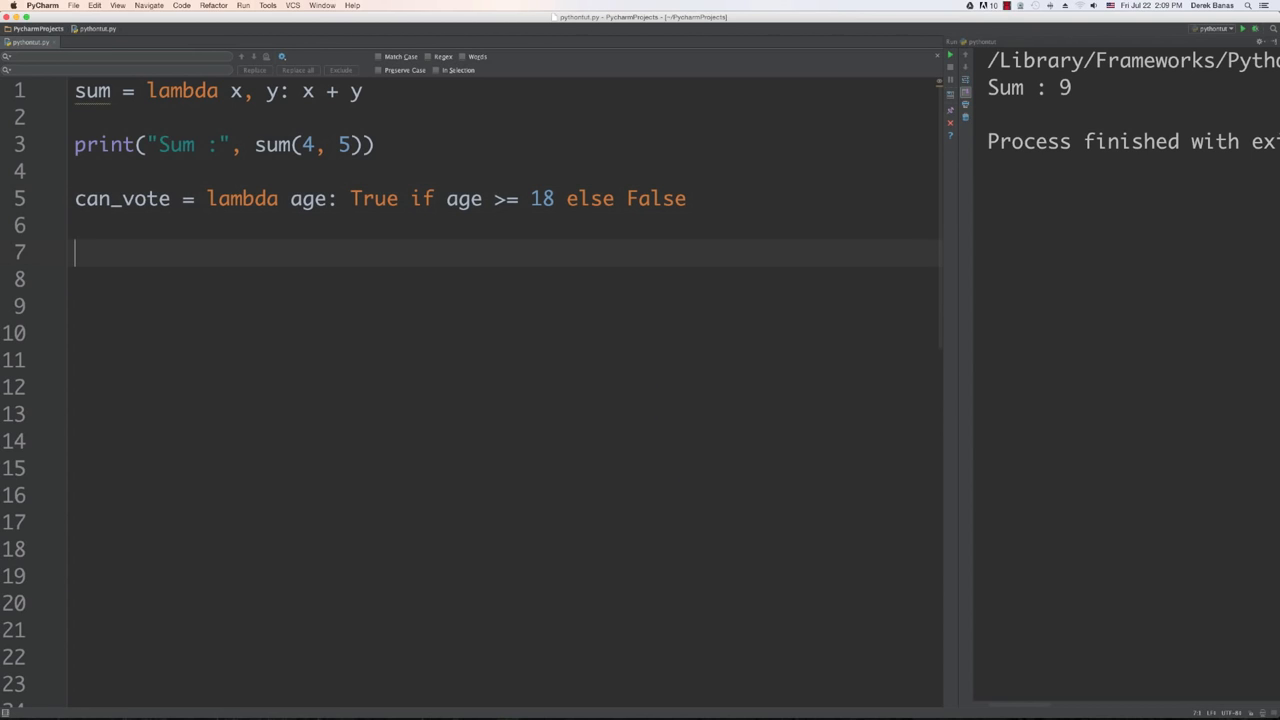 PyCharm File Edit View Navigate Code Refactor Run Tools VCS Window Help 10 Fri Jul 22 2:09 PM Derek Banas
pythontut.py - PycharmProjects - [~/PycharmProjects]
PycharmProjects pythontut.py pythontut
pythontut.py Run pythontut
Match Case Regex Words
Replace Replace all Exclude Preserve Case In Selection
1 sum = lambda x, y: x + y
2
3 print("Sum :", sum(4, 5))
4
5 can_vote = lambda age: True if age >= 18 else False
6
7
8
9
10
11
12
13
14
15
16
17
18
19
20
21
22
23
24
/Library/Frameworks/Pytho
Sum : 9
Process finished with ex
7:1 LF÷ UTF-8÷